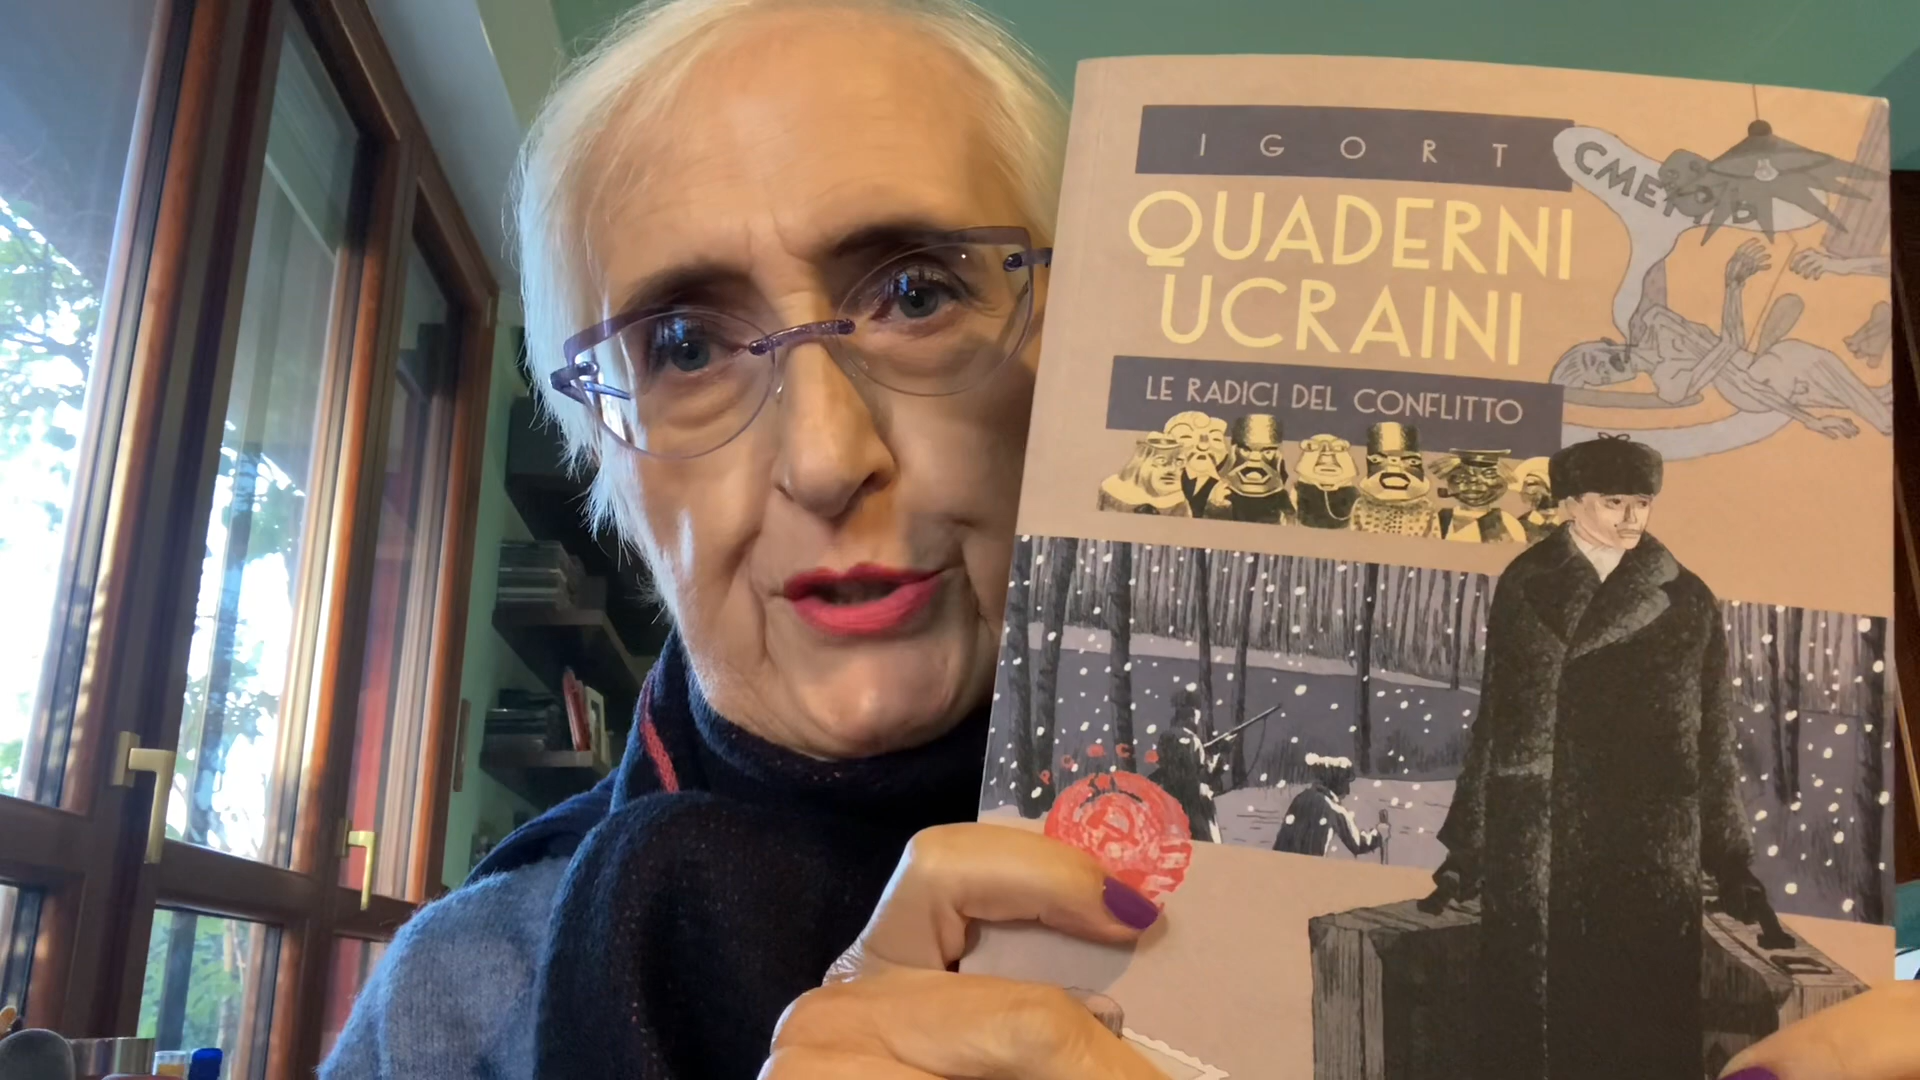 IGORT
QUADERNI
UCRAINI
LE RADICI DEL CONFLITTO